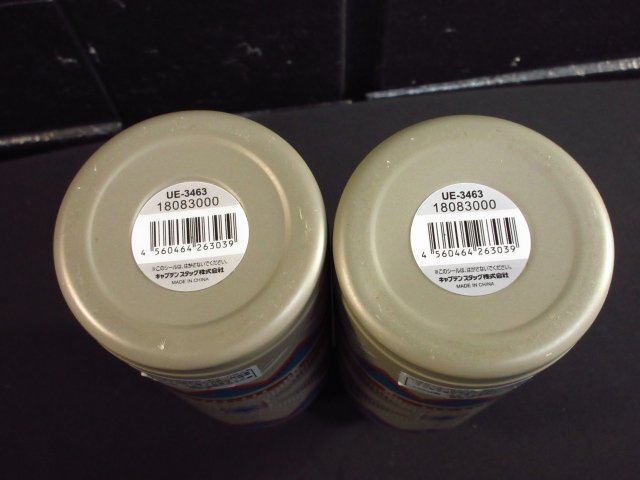 UE-3463
18083000
4 560464 263039
※このシールは、はがさないでください。
キャプテンスタッグ株式会社
MADE IN CHINA
UE-3463
18083000
4 560464 263039
※このシールは、はがさないでください。
キャプテンスタッグ株式会社
MADE IN CHINA